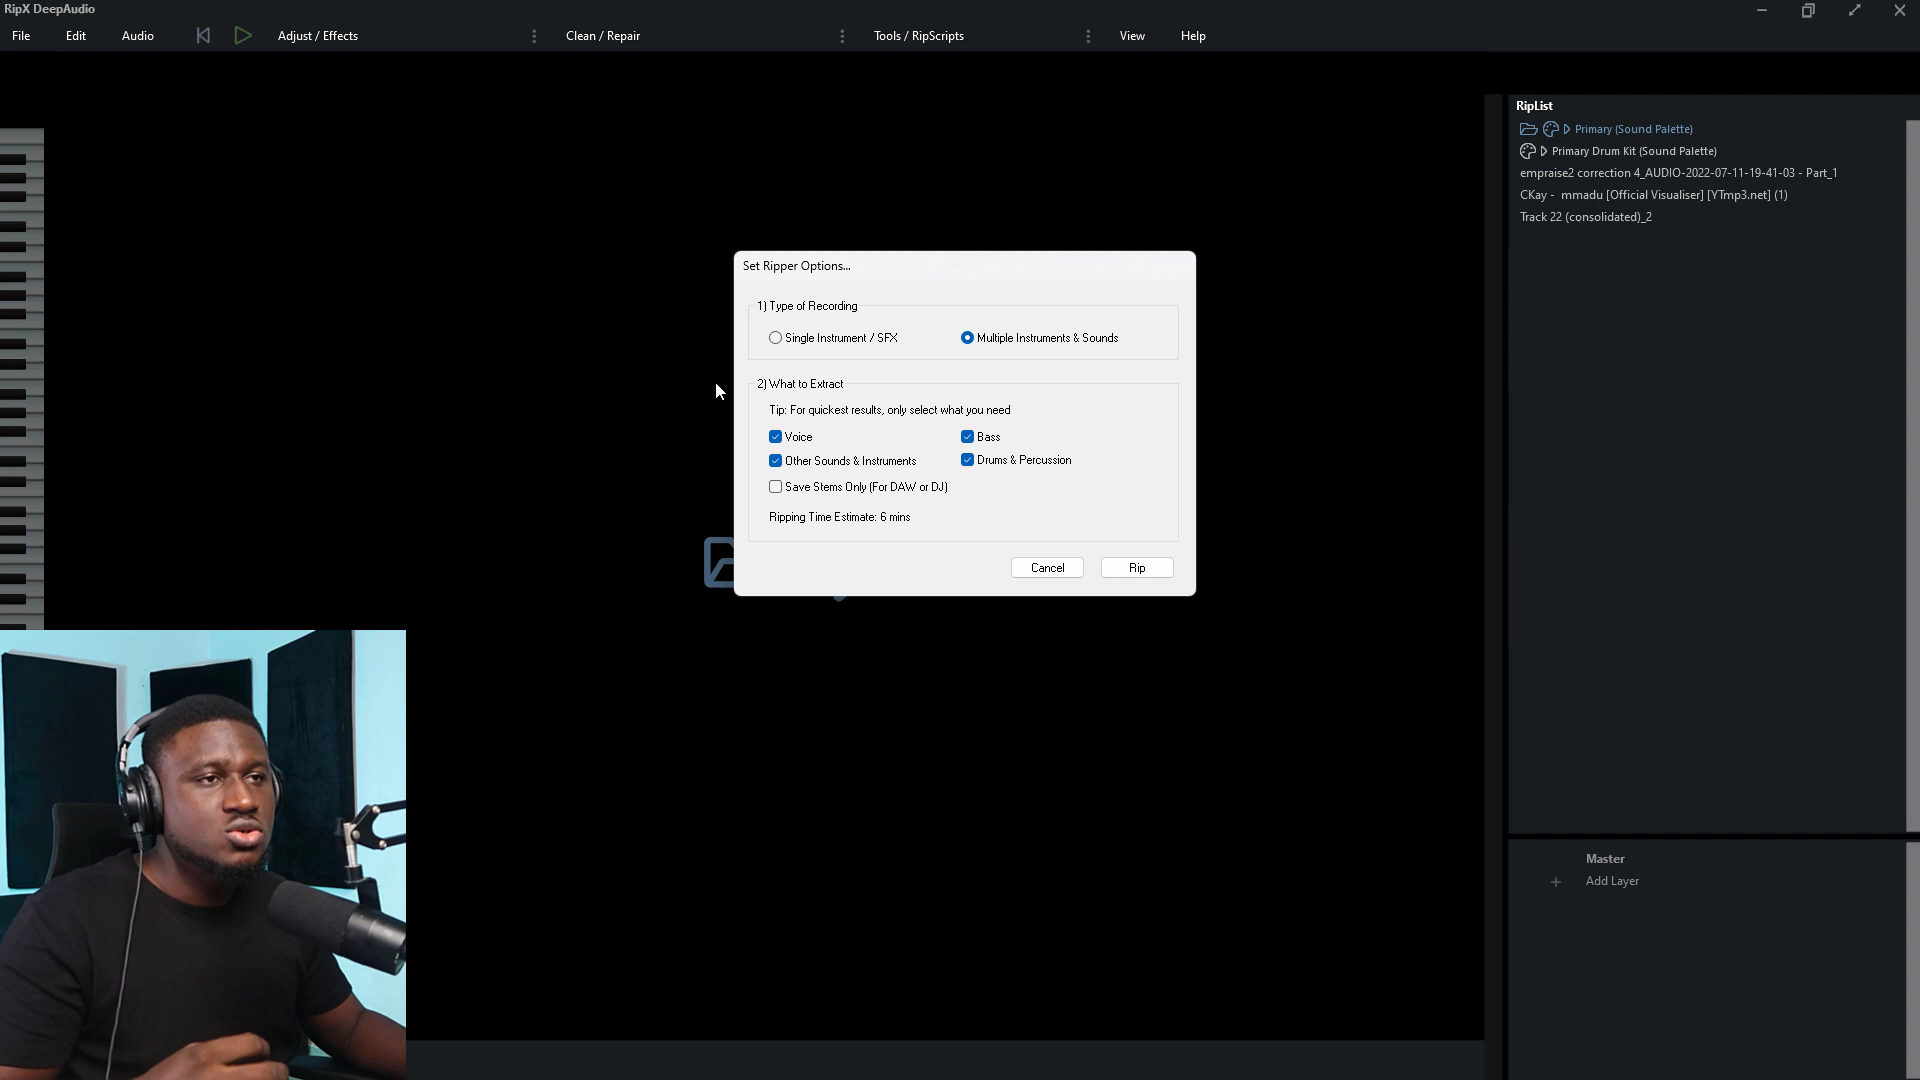 RipX DeepAudio
File Edit Audio Adjust / Effects Clean / Repair Tools / RipScripts View Help
RipList
Primary (Sound Palette)
Primary Drum Kit (Sound Palette)
empraise2 correction 4_AUDIO-2022-07-11-19-41-03 - Part_1
CKay - mmadu [Official Visualiser] [YTmp3.net] (1)
Track 22 (consolidated)_2
Set Ripper Options...
1) Type of Recording
Single Instrument / SFX Multiple Instruments & Sounds
2) What to Extract
Tip: For quickest results, only select what you need
Voice Bass
Other Sounds & Instruments Drums & Percussion
Save Stems Only (For DAW or DJ)
Ripping Time Estimate: 6 mins
Cancel Rip
Master
+ Add Layer